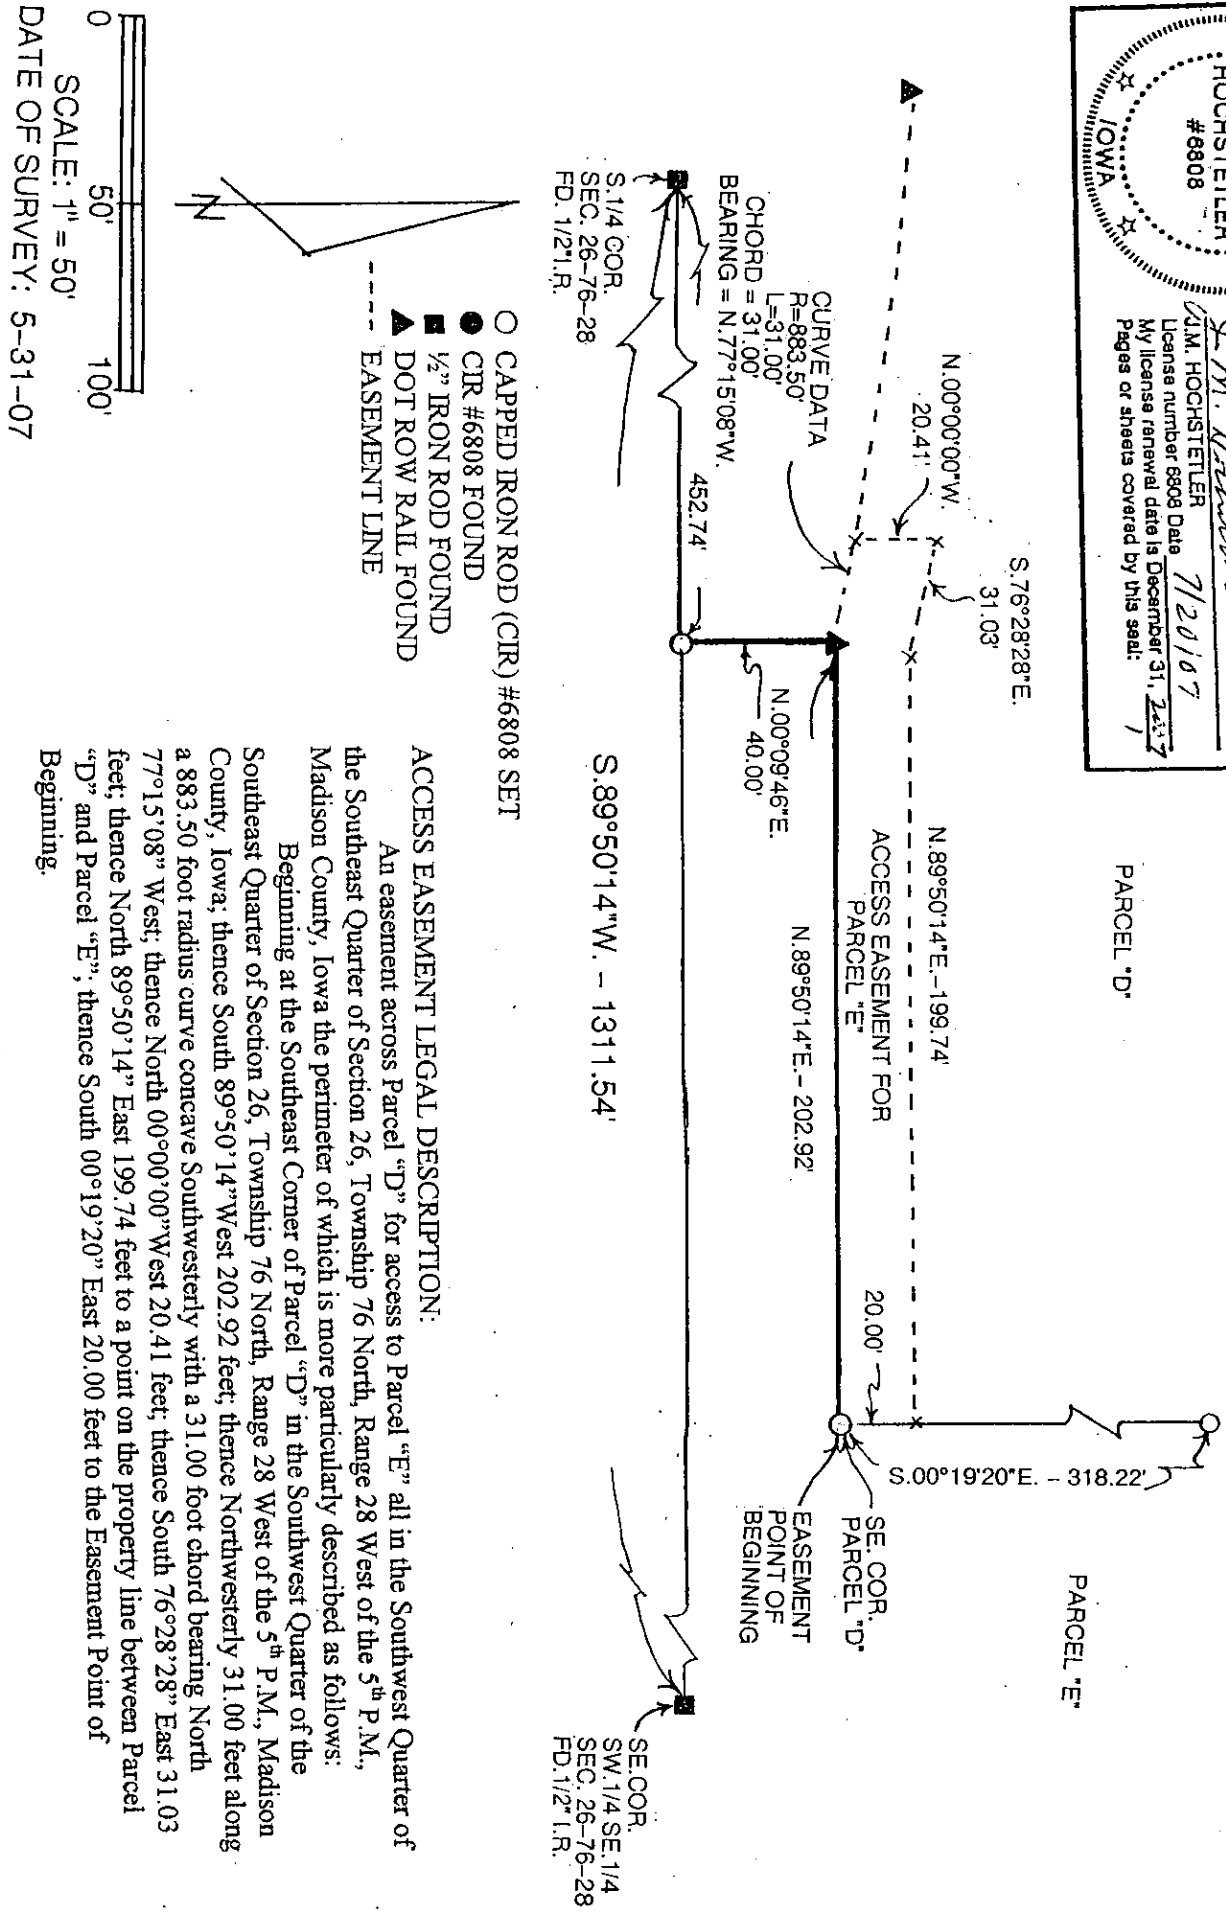 HOCHSTETLER
#6808
IOWA
J.M. HOCHSTETLER
License number 6808 Date 7/20/07
My license renewal date is December 31, 2007
Pages or sheets covered by this seal: 1
PARCEL "D"
PARCEL "E"
S.76°28'28"E.
31.03'
N.00°00'00"W.
20.41'
N.89°50'14"E.-199.74'
ACCESS EASEMENT FOR
PARCEL "E"
20.00'
S.00°19'20"E. - 318.22'
CURVE DATA
R=883.50'
L=31.00'
CHORD = 31.00'
BEARING = N.77°15'08"W.
N.89°50'14"E.- 202.92'
SE. COR.
PARCEL "D"
EASEMENT
POINT OF
BEGINNING
N.00°09'46"E.
40.00'
452.74'
S.1/4 COR.
SEC. 26-76-28
FD. 1/2"I.R.
S.89°50'14"W. - 1311.54'
SE.COR.
SW.1/4 SE.1/4
SEC. 26-76-28
FD.1/2" I.R.
○ CAPPED IRON ROD (CIR) #6808 SET
● CIR #6808 FOUND
■ ½" IRON ROD FOUND
▲ DOT ROW RAIL FOUND
---- EASEMENT LINE
N
0 50' 100'
SCALE: 1" = 50'
DATE OF SURVEY: 5-31-07
ACCESS EASEMENT LEGAL DESCRIPTION:
An easement across Parcel "D" for access to Parcel "E" all in the Southwest Quarter of
the Southeast Quarter of Section 26, Township 76 North, Range 28 West of the 5th P.M.,
Madison County, Iowa the perimeter of which is more particularly described as follows:
Beginning at the Southeast Corner of Parcel "D" in the Southwest Quarter of the
Southeast Quarter of Section 26, Township 76 North, Range 28 West of the 5th P.M., Madison
County, Iowa; thence South 89°50'14"West 202.92 feet; thence Northwesterly 31.00 feet along
a 883.50 foot radius curve concave Southwesterly with a 31.00 foot chord bearing North
77°15'08" West; thence North 00°00'00"West 20.41 feet; thence South 76°28'28" East 31.03
feet; thence North 89°50'14" East 199.74 feet to a point on the property line between Parcel
"D" and Parcel "E"; thence South 00°19'20" East 20.00 feet to the Easement Point of
Beginning.